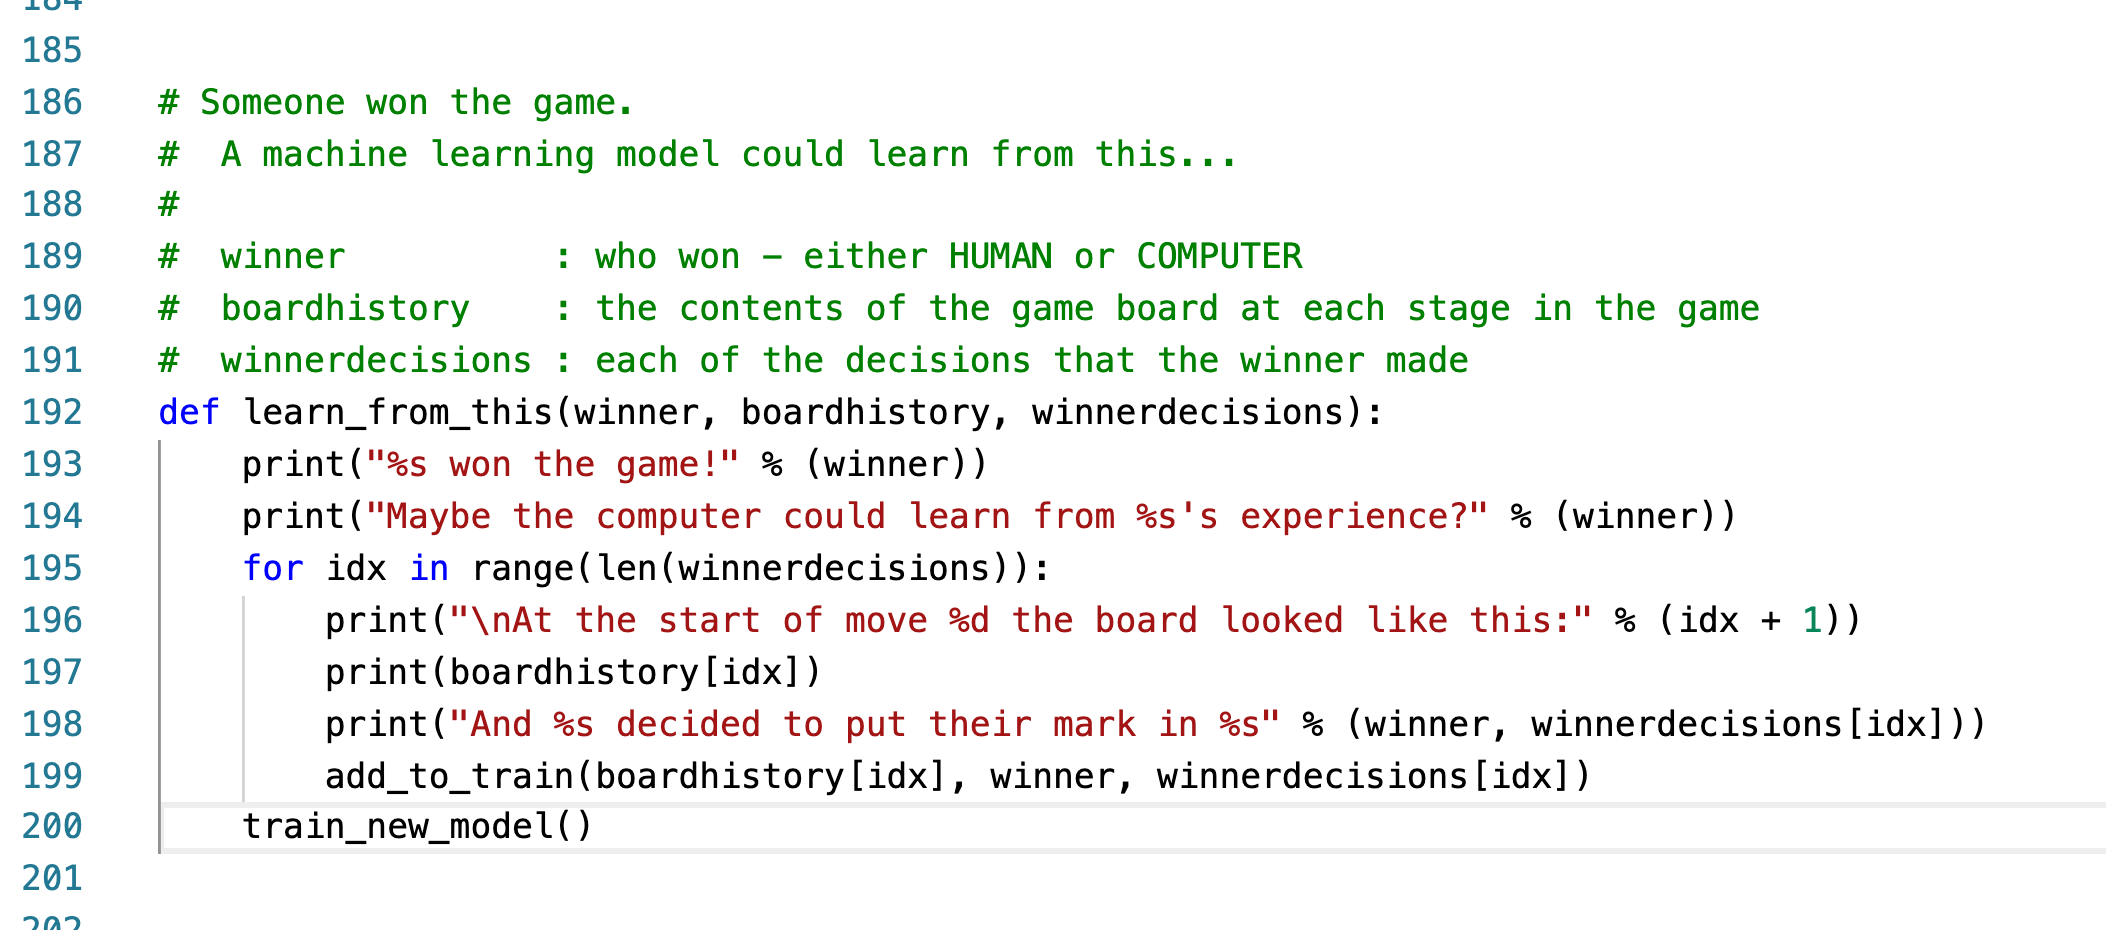 184
185
186 # Someone won the game.
187 #  A machine learning model could learn from this...
188 #
189 #  winner          : who won - either HUMAN or COMPUTER
190 #  boardhistory    : the contents of the game board at each stage in the game
191 #  winnerdecisions : each of the decisions that the winner made
192 def learn_from_this(winner, boardhistory, winnerdecisions):
193     print("%s won the game!" % (winner))
194     print("Maybe the computer could learn from %s's experience?" % (winner))
195     for idx in range(len(winnerdecisions)):
196         print("\nAt the start of move %d the board looked like this:" % (idx + 1))
197         print(boardhistory[idx])
198         print("And %s decided to put their mark in %s" % (winner, winnerdecisions[idx]))
199         add_to_train(boardhistory[idx], winner, winnerdecisions[idx])
200     train_new_model()
201
202